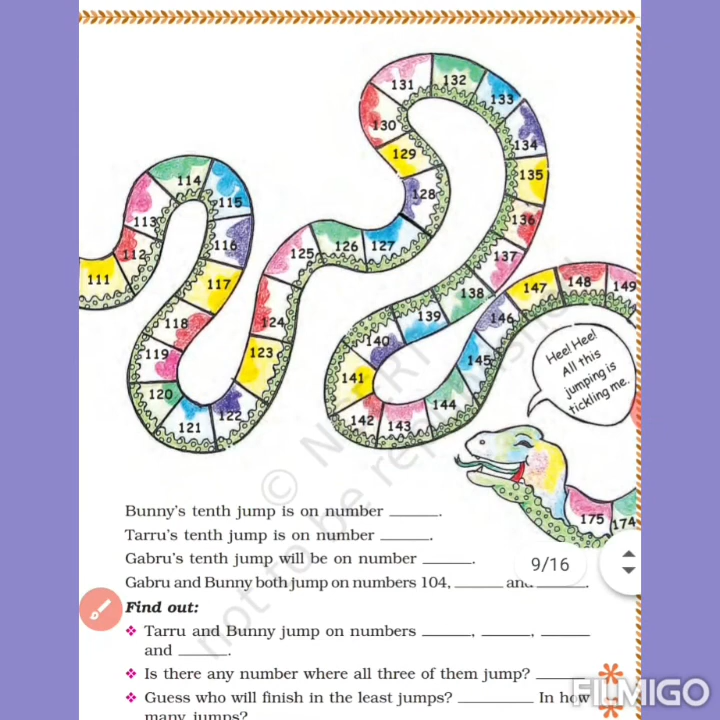 131
132
133
130
134
129
135
114
115
128
113
136
116
125
126
127
112
137
111
117
138
147
148
149
124
139
146
118
140
145
119
123
141
120
144
121
122
142
143
Hee! Hee!
All this
jumping is
tickling me.
175
174
© NCERT
not to be republished
Bunny's tenth jump is on number ______.
Tarru's tenth jump is on number ______.
Gabru's tenth jump will be on number ______.
9/16
Gabru and Bunny both jump on numbers 104, ______ and ______.
Find out:
❖ Tarru and Bunny jump on numbers ______, ______, ______
and ______.
❖ Is there any number where all three of them jump? ______
❖ Guess who will finish in the least jumps? ________ In how
many jumps?
FILMIGO